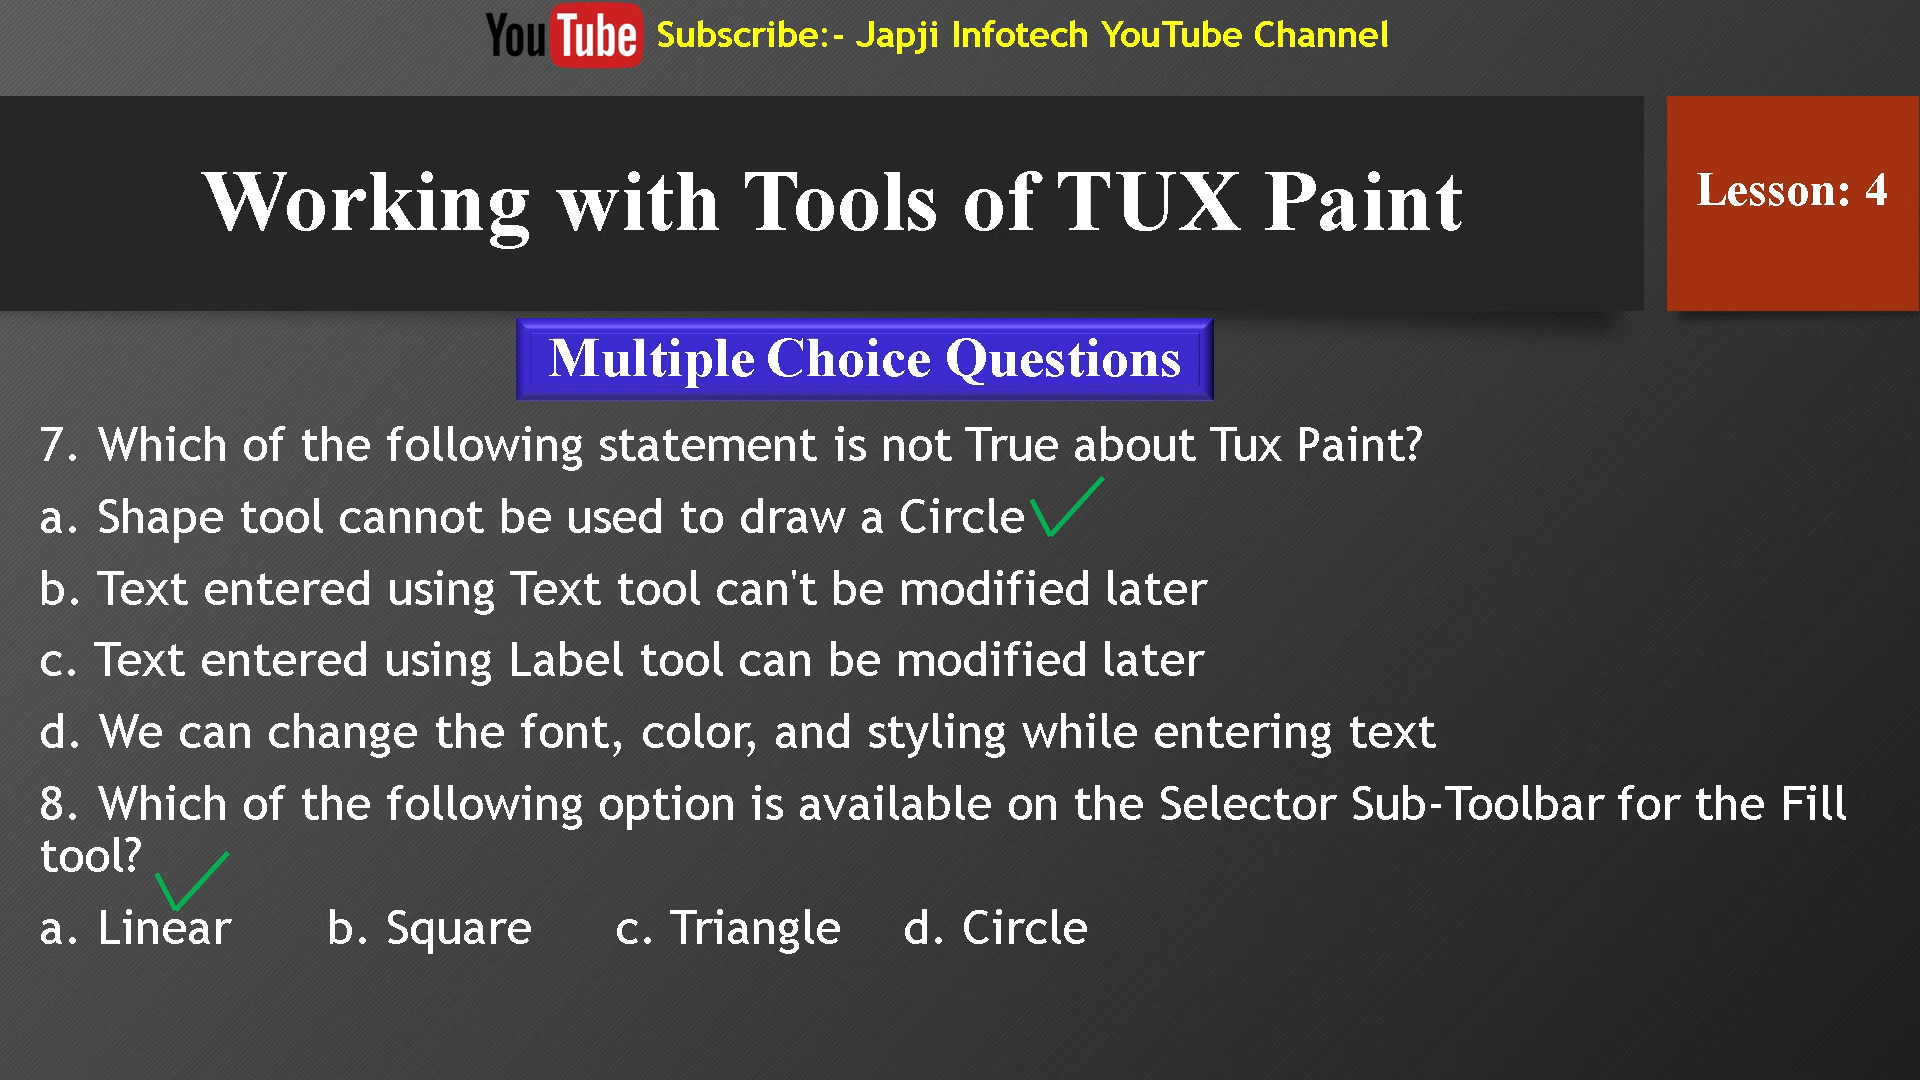 YouTube Subscribe:- Japji Infotech YouTube Channel
Working with Tools of TUX Paint
Lesson: 4
Multiple Choice Questions
7. Which of the following statement is not True about Tux Paint?
a. Shape tool cannot be used to draw a Circle
b. Text entered using Text tool can't be modified later
c. Text entered using Label tool can be modified later
d. We can change the font, color, and styling while entering text
8. Which of the following option is available on the Selector Sub-Toolbar for the Fill
tool?
a. Linear b. Square c. Triangle d. Circle